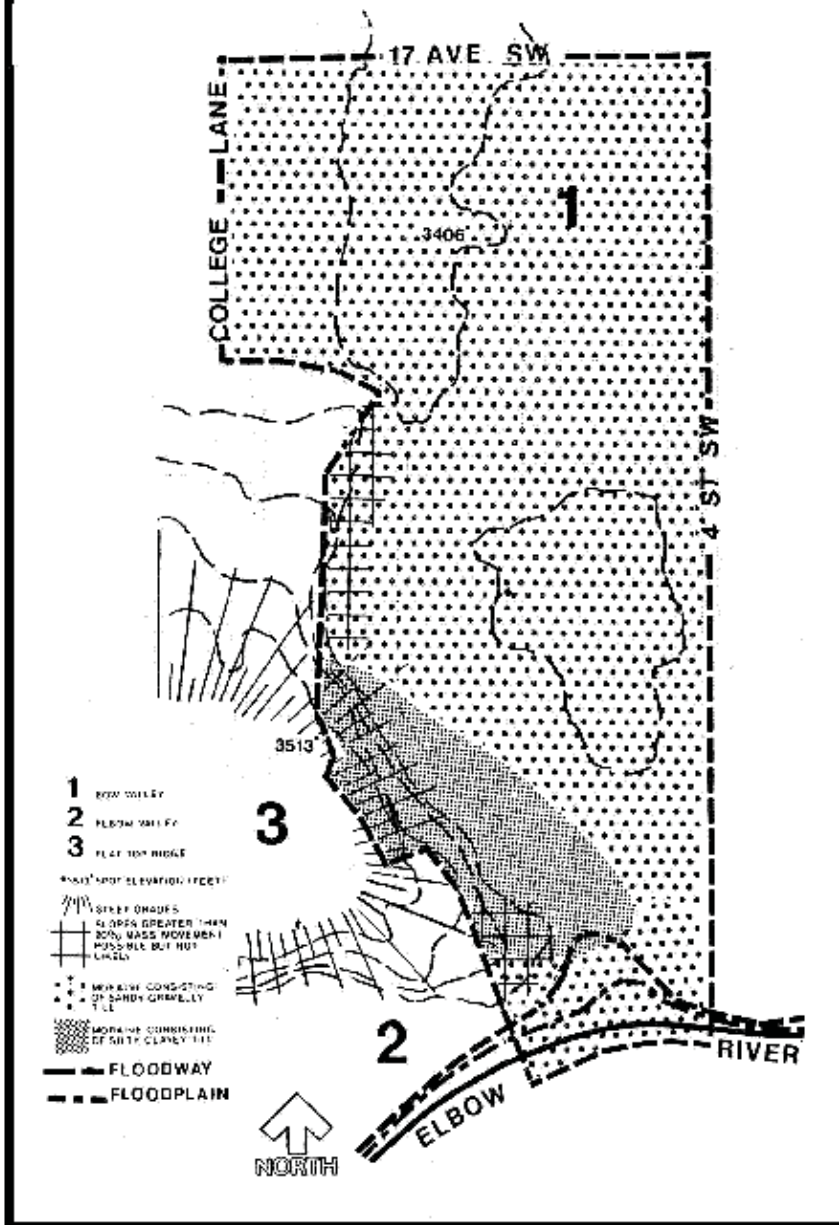 17 AVE SW
COLLEGE LANE
1
3406
4 ST SW
3513
3
1 BOW VALLEY
2 ELBOW VALLEY
3 FLAT TOP RIDGE
SPOT ELEVATION (FEET)
STEEP GRADES
SLOPES GREATER THAN
20% MASS MOVEMENT
POSSIBLE BUT NOT
LIKELY
MORAINE CONSISTING
OF SANDY GRAVELLY
TILL
MORAINE CONSISTING
OF SILTY CLAYEY TILL
FLOODWAY
FLOODPLAIN
2
ELBOW RIVER
NORTH